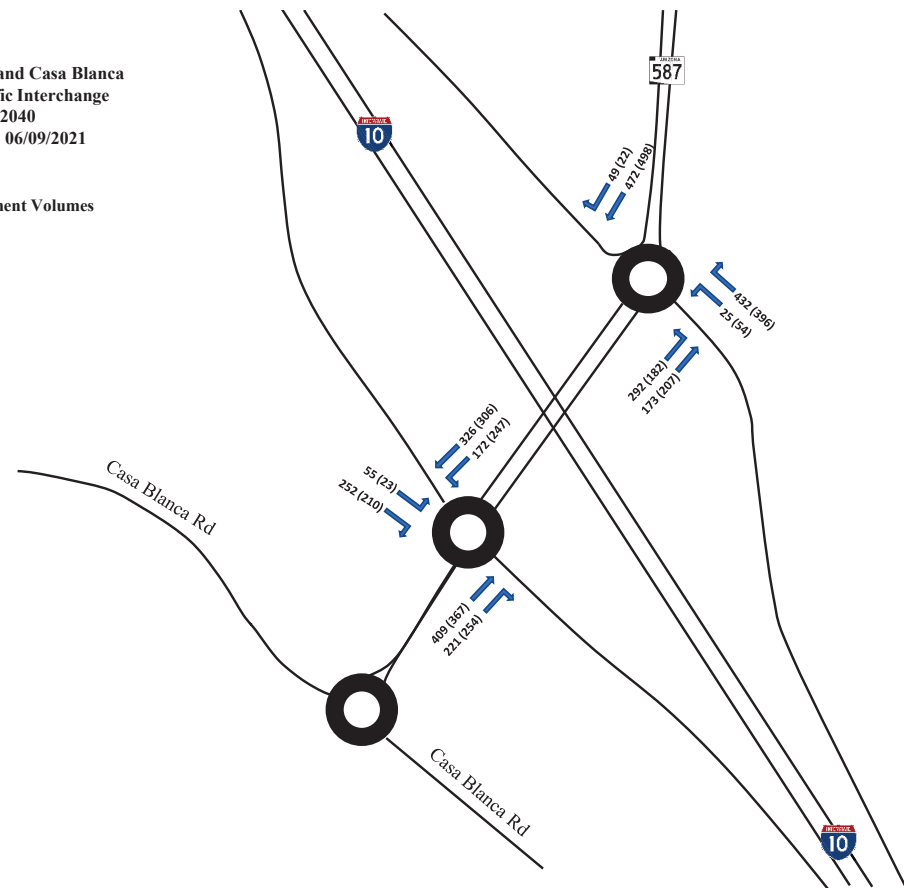 and Casa Blanca
fic Interchange
2040
06/09/2021
nent Volumes
ARIZONA
587
INTERSTATE
10
49 (22)
472 (498)
432 (396)
25 (54)
292 (182)
173 (207)
326 (306)
172 (247)
55 (23)
252 (210)
409 (367)
221 (254)
Casa Blanca Rd
Casa Blanca Rd
INTERSTATE
10